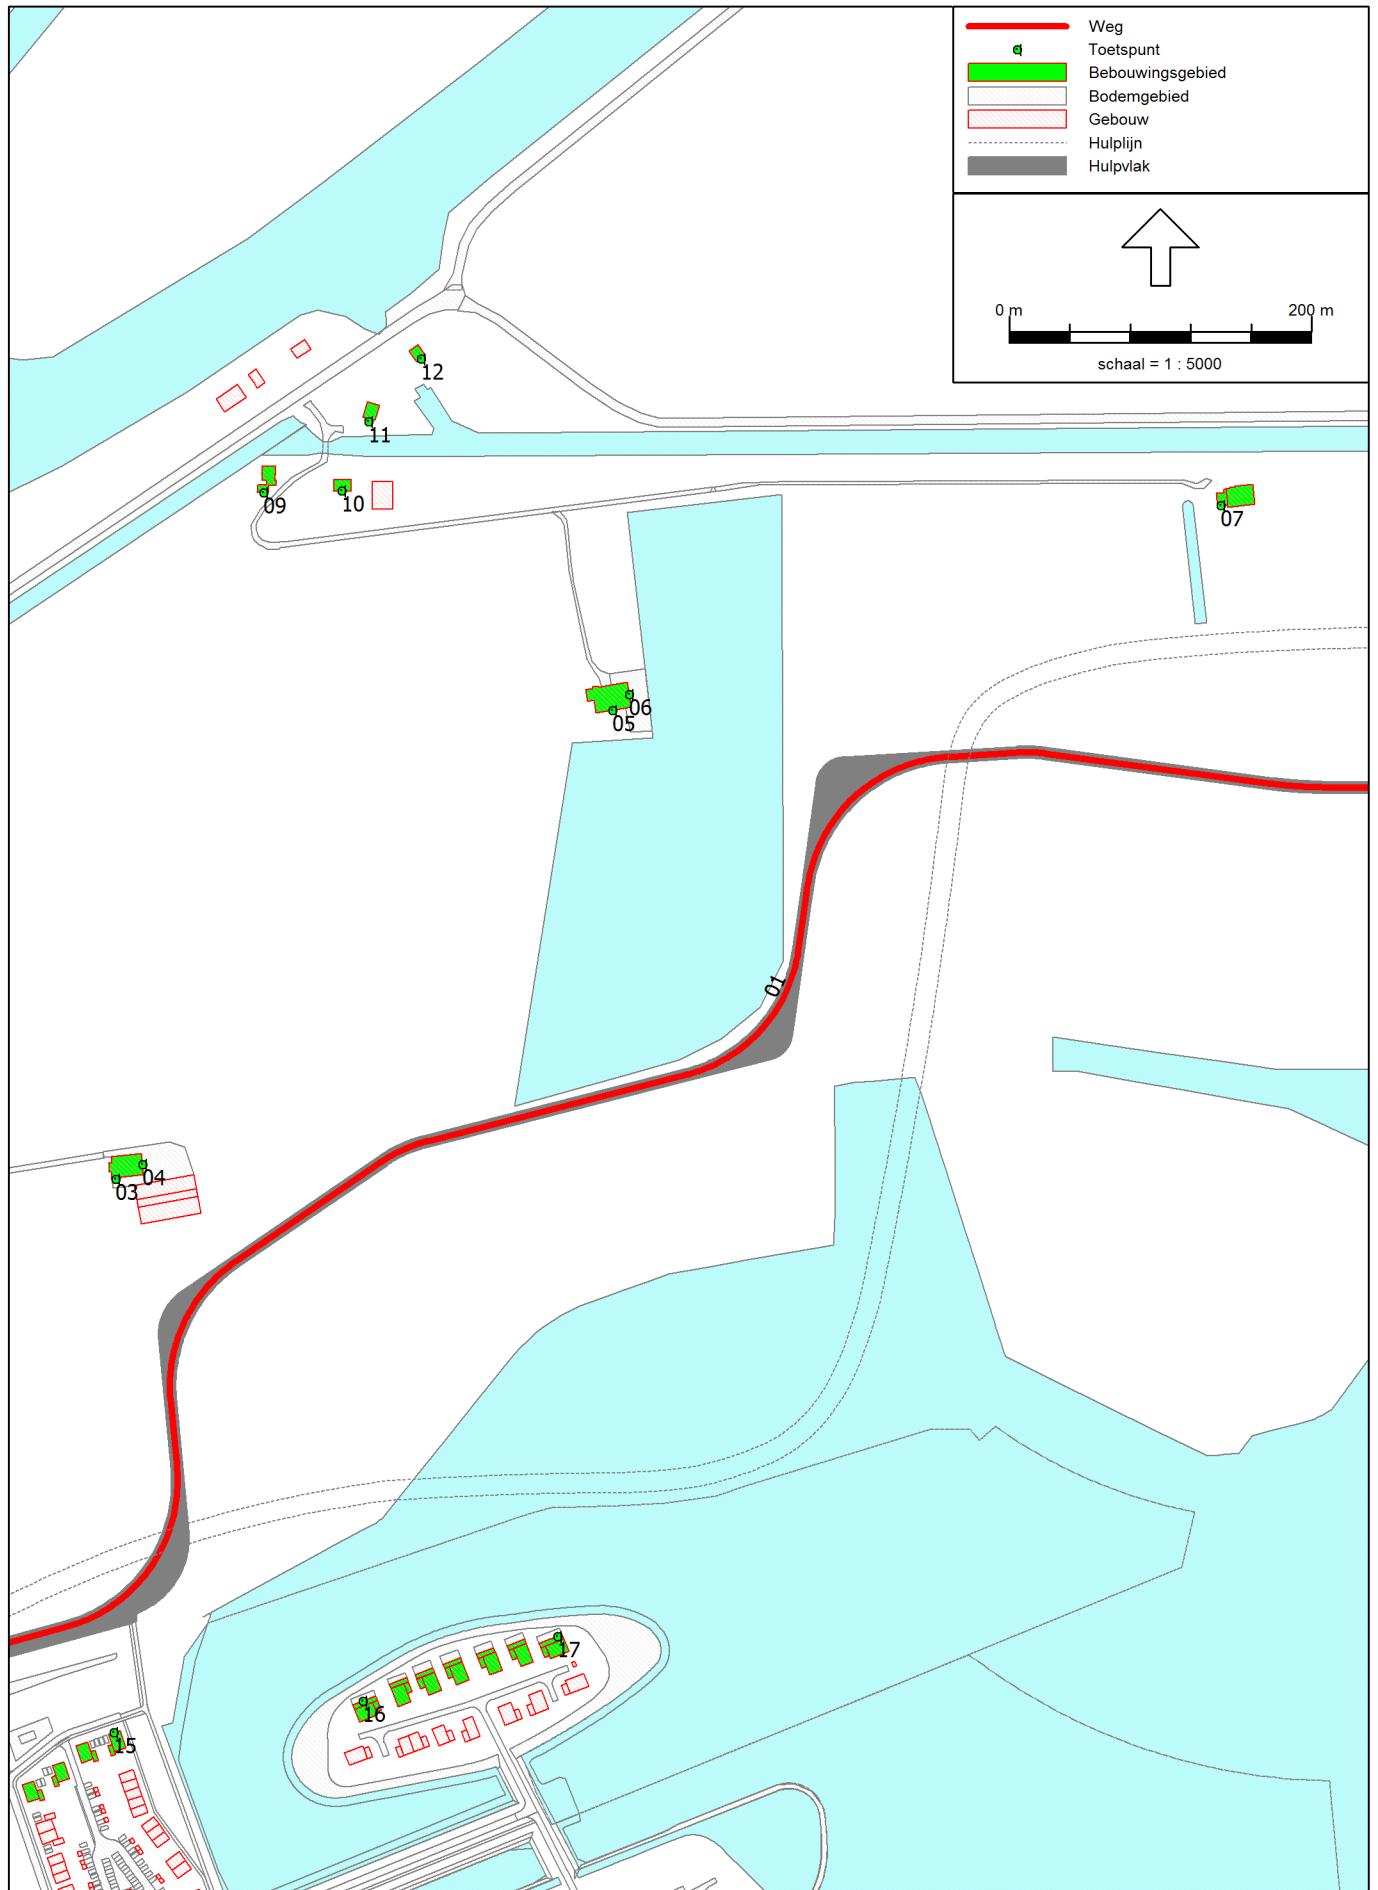 Weg
Toetspunt
Bebouwingsgebied
Bodemgebied
Gebouw
Hulplijn
Hulpvlak
0 m 200 m
schaal = 1 : 5000
12
11
09
10
07
06
05
01
04
03
17
16
15